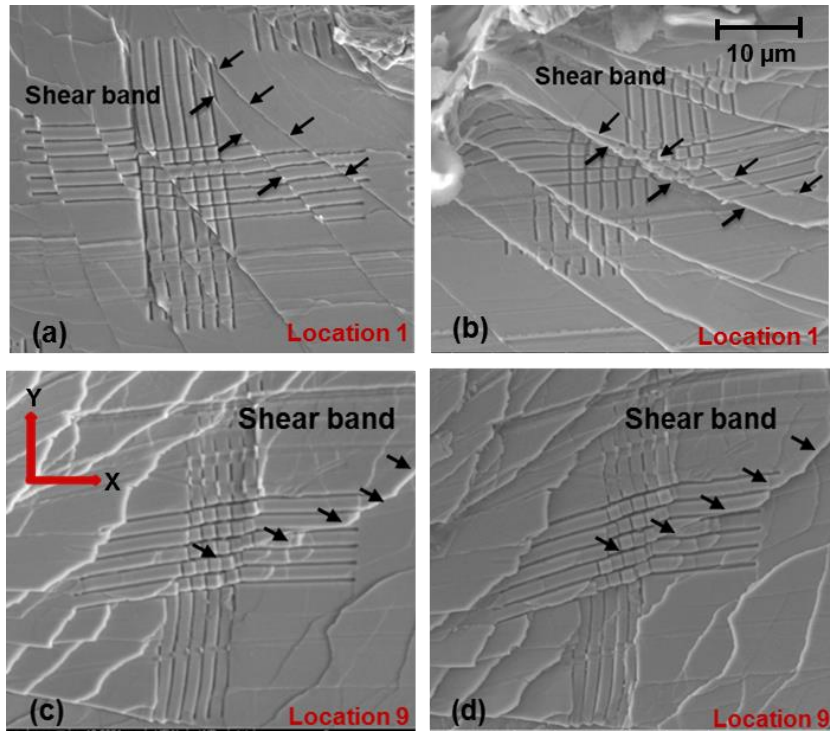 Shear band
(a)
Location 1
10 µm
Shear band
(b)
Location 1
Y
X
Shear band
(c)
Location 9
Shear band
(d)
Location 9